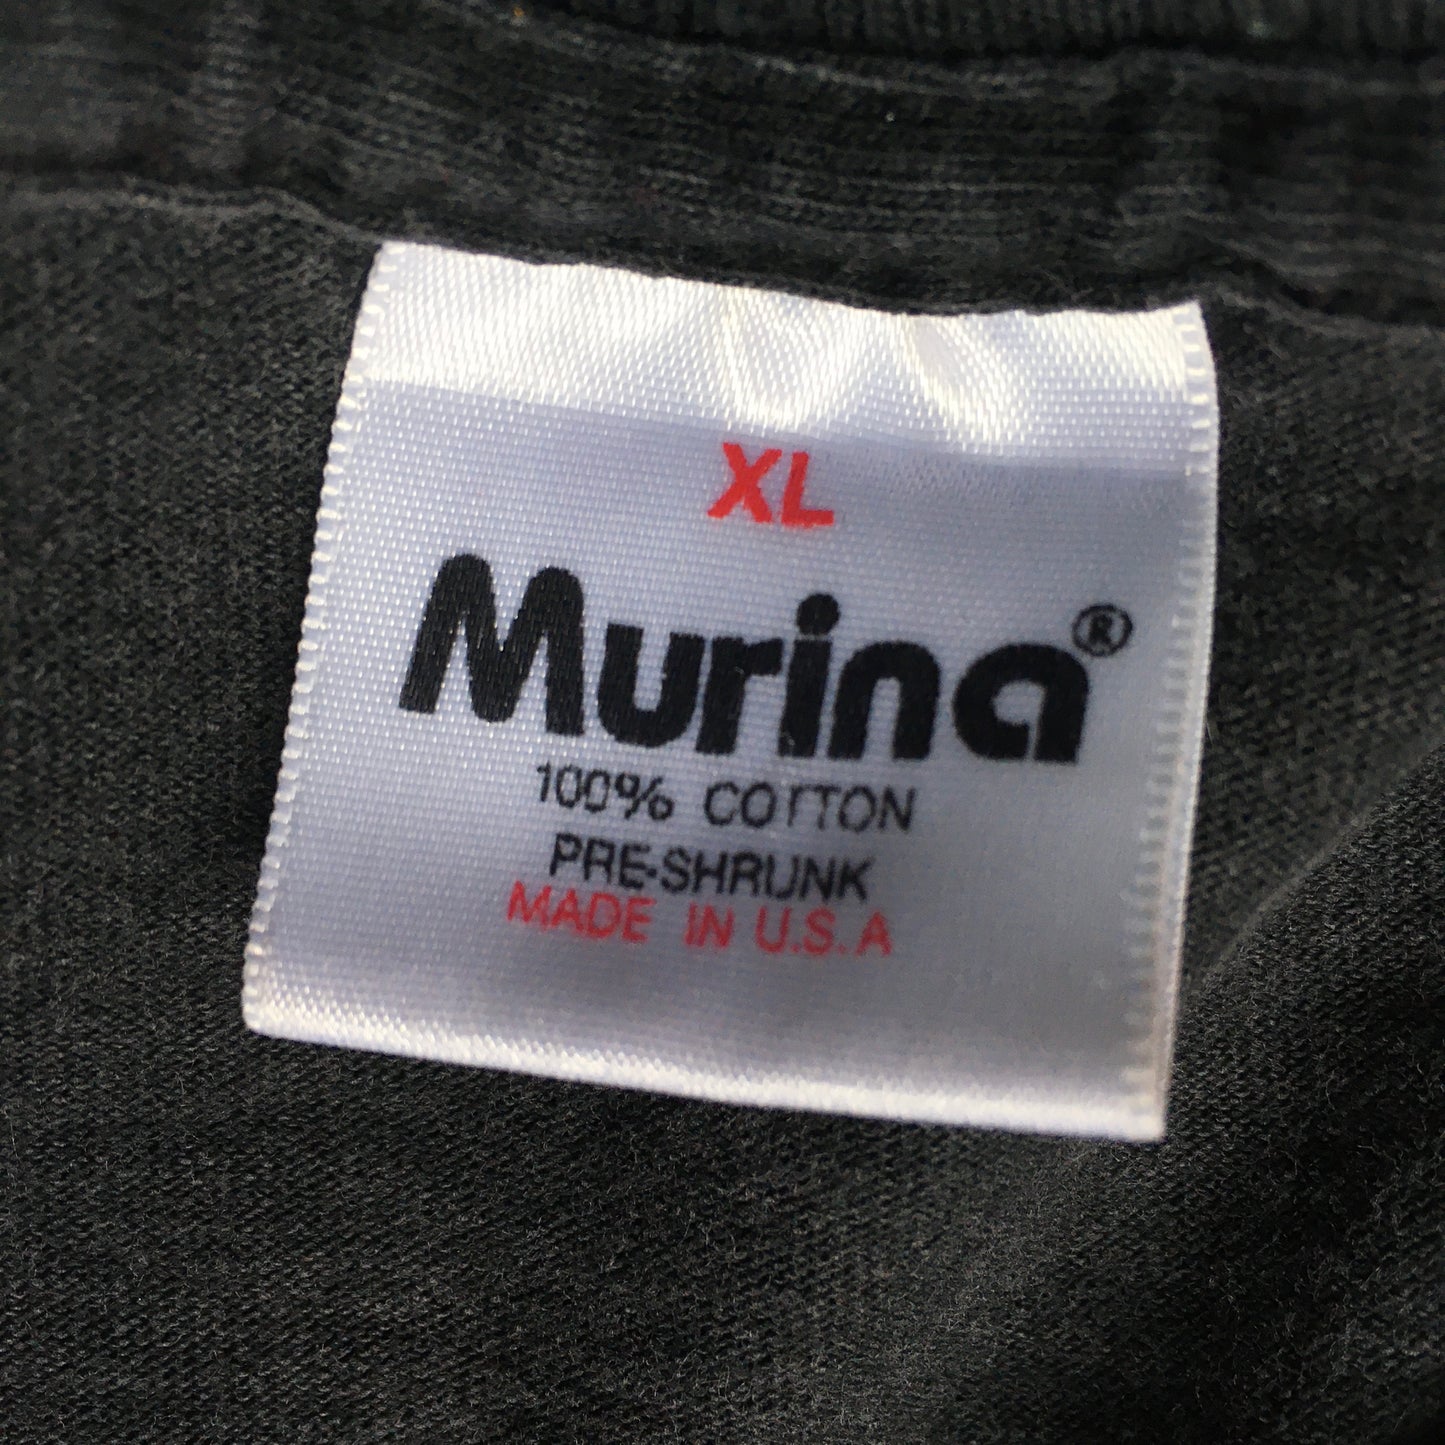 XL
Murina®
100% COTTON
PRE-SHRUNK
MADE IN U.S.A